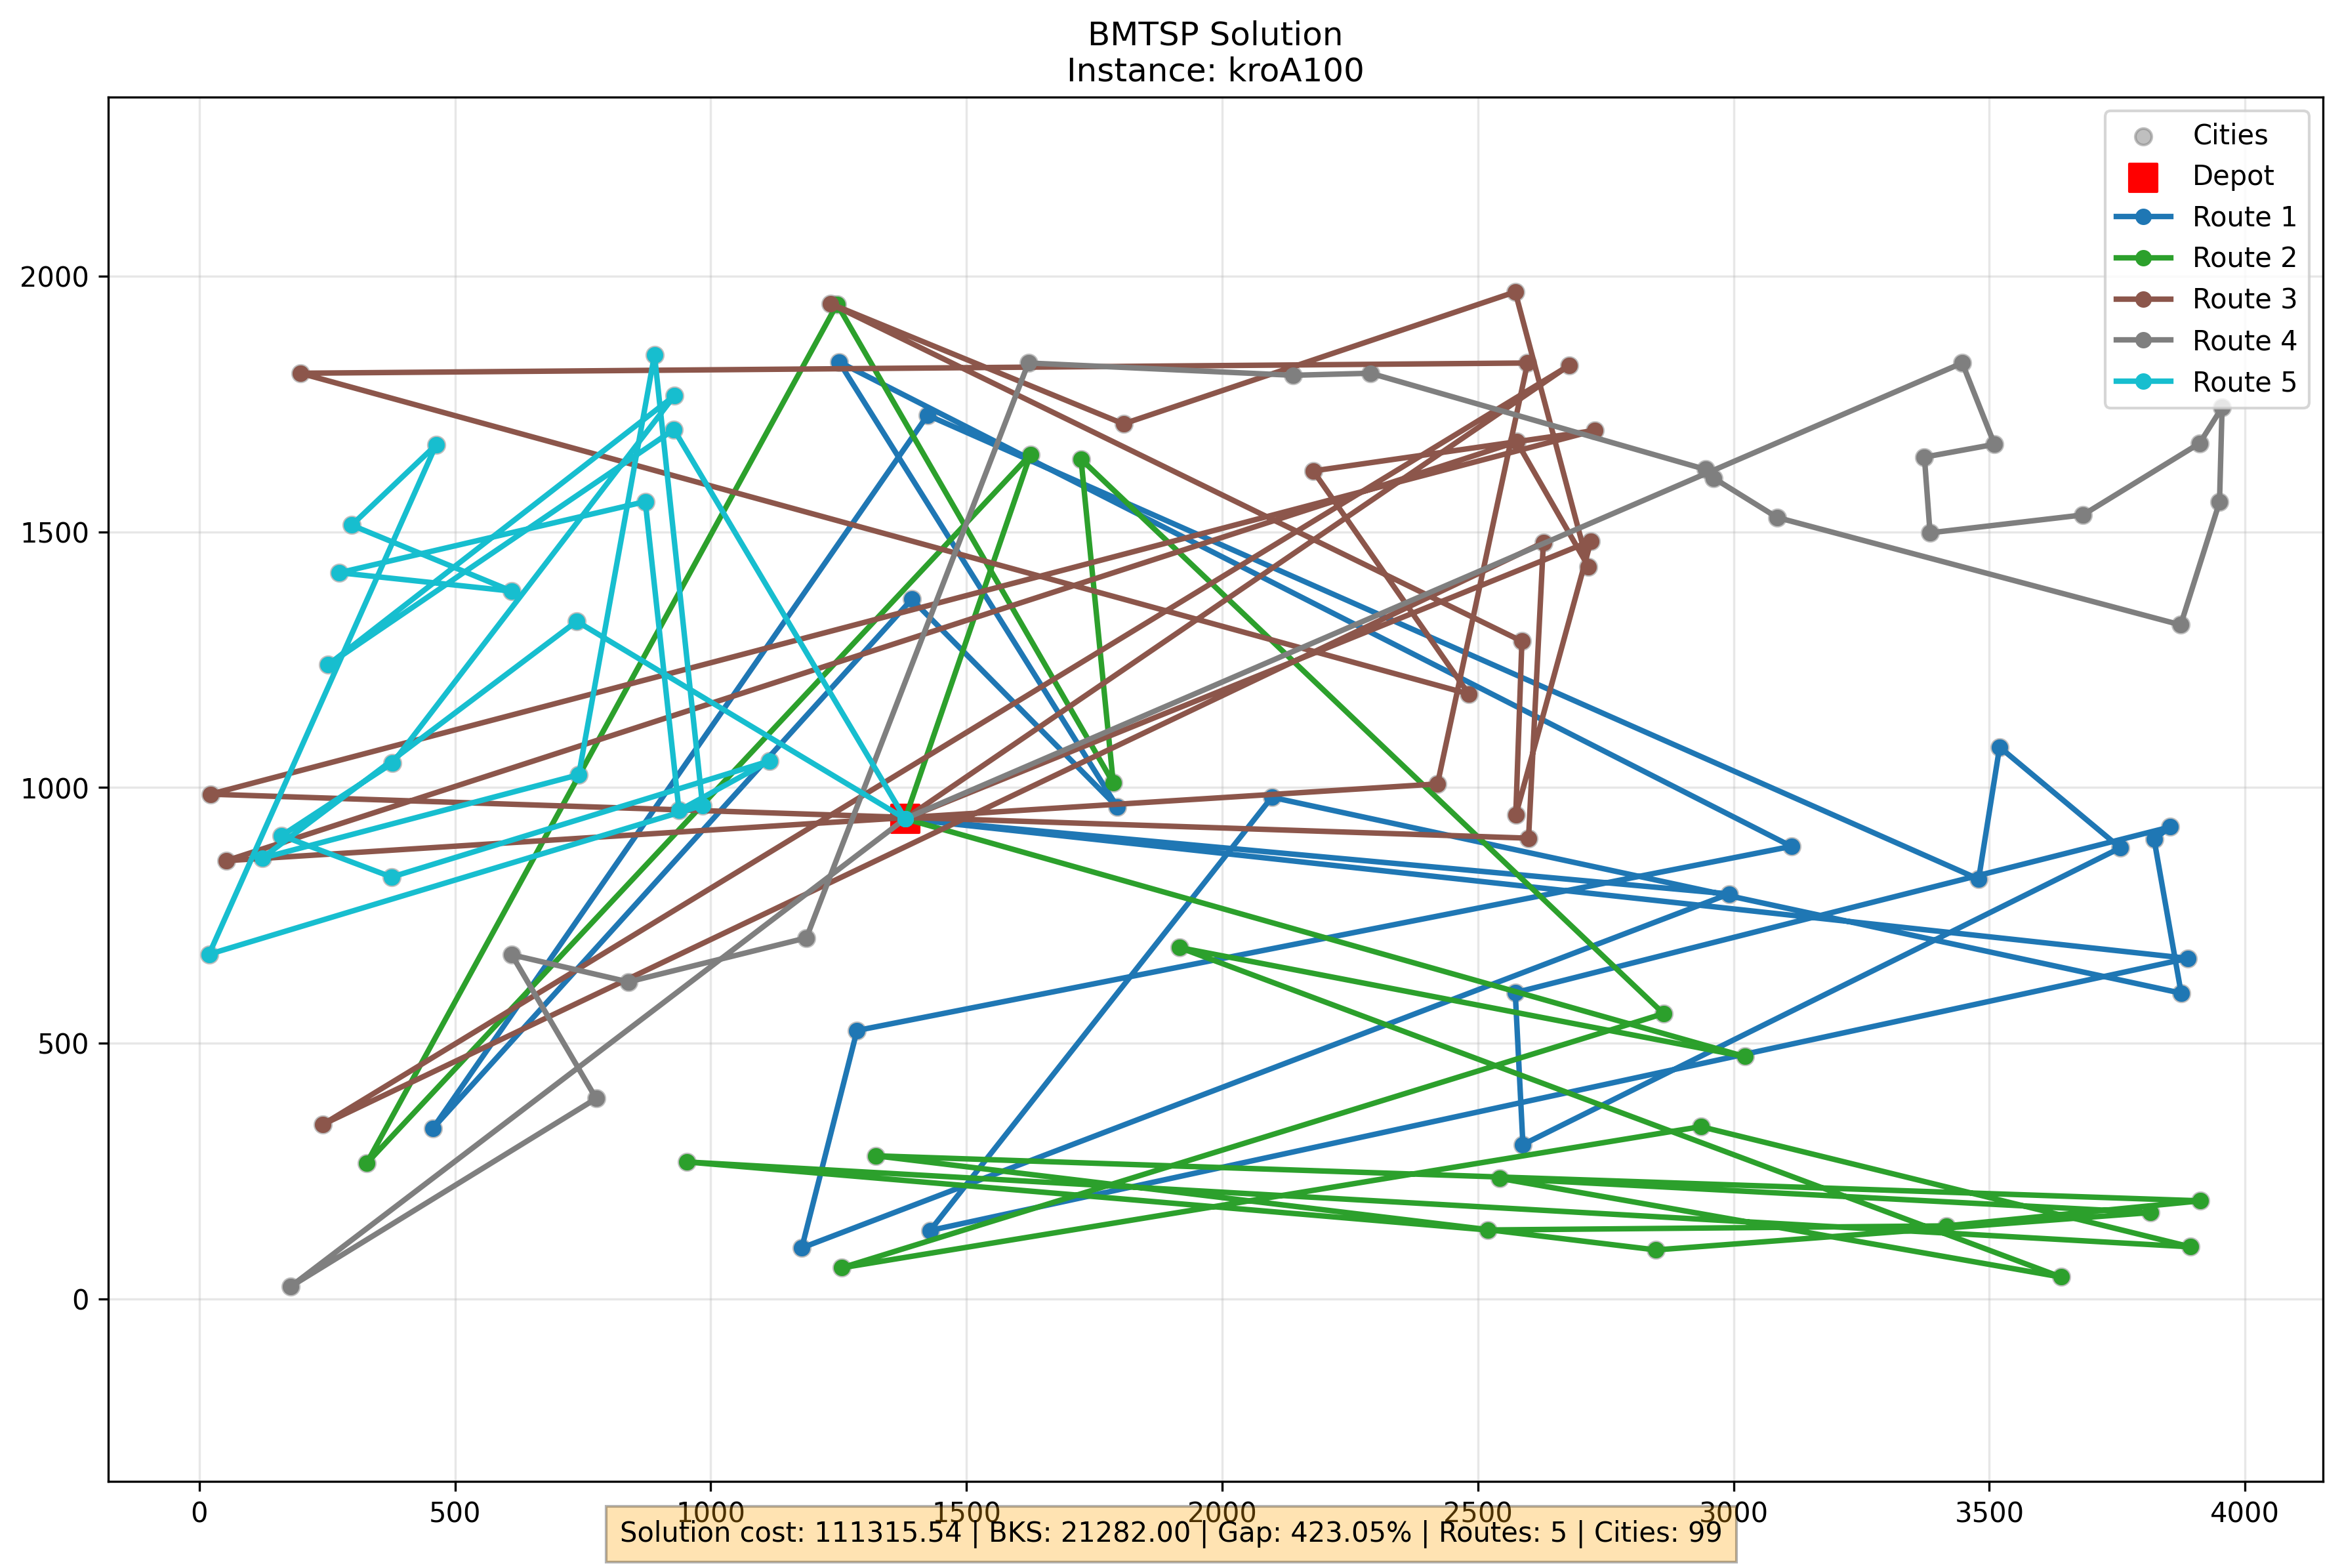 BMTSP Solution
Instance: kroA100
Cities
Depot
Route 1
Route 2
Route 3
Route 4
Route 5
2000
1500
1000
500
0
0 500 1000 1500 2000 2500 3000 3500 4000
Solution cost: 111315.54 | BKS: 21282.00 | Gap: 423.05% | Routes: 5 | Cities: 99